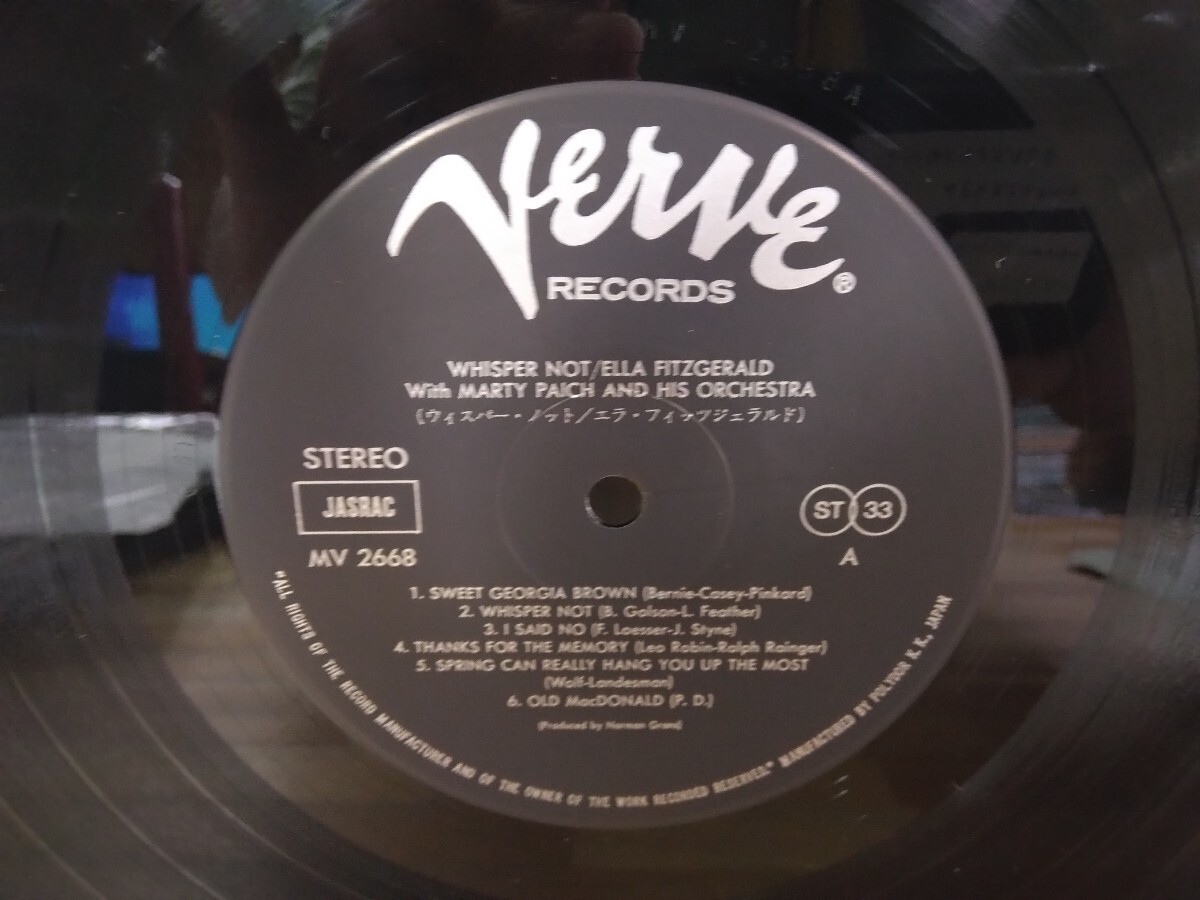 VERVE
RECORDS®
WHISPER NOT/ELLA FITZGERALD
With MARTY PAICH AND HIS ORCHESTRA
(ウィスパー・ノット/エラ・フィッツジェラルド)
STEREO
JASRAC
MV 2668
ST 33
A
1. SWEET GEORGIA BROWN (Bernie-Casey-Pinkard)
2. WHISPER NOT (B. Golson-L. Feather)
3. I SAID NO (F. Loesser-J. Styne)
4. THANKS FOR THE MEMORY (Leo Robin-Ralph Rainger)
5. SPRING CAN REALLY HANG YOU UP THE MOST
(Wolf-Landesman)
6. OLD MacDONALD (P. D.)
(Produced by Norman Granz)
"ALL RIGHTS OF THE RECORD MANUFACTURER AND OF THE OWNER OF THE WORK RECORDED RESERVED." MANUFACTURED BY POLYDOR K. K., JAPAN